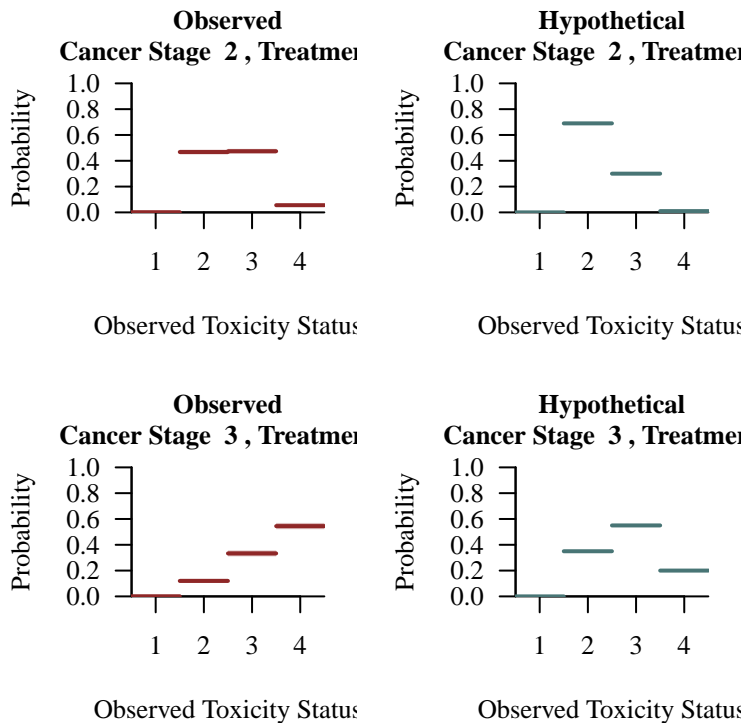 Observed
Cancer Stage 2 , Treatmen
Probability
1.0
0.8
0.6
0.4
0.2
0.0
1 2 3 4
Observed Toxicity Status
Hypothetical
Cancer Stage 2 , Treatmen
Probability
1.0
0.8
0.6
0.4
0.2
0.0
1 2 3 4
Observed Toxicity Status
Observed
Cancer Stage 3 , Treatmen
Probability
1.0
0.8
0.6
0.4
0.2
0.0
1 2 3 4
Observed Toxicity Status
Hypothetical
Cancer Stage 3 , Treatmen
Probability
1.0
0.8
0.6
0.4
0.2
0.0
1 2 3 4
Observed Toxicity Status